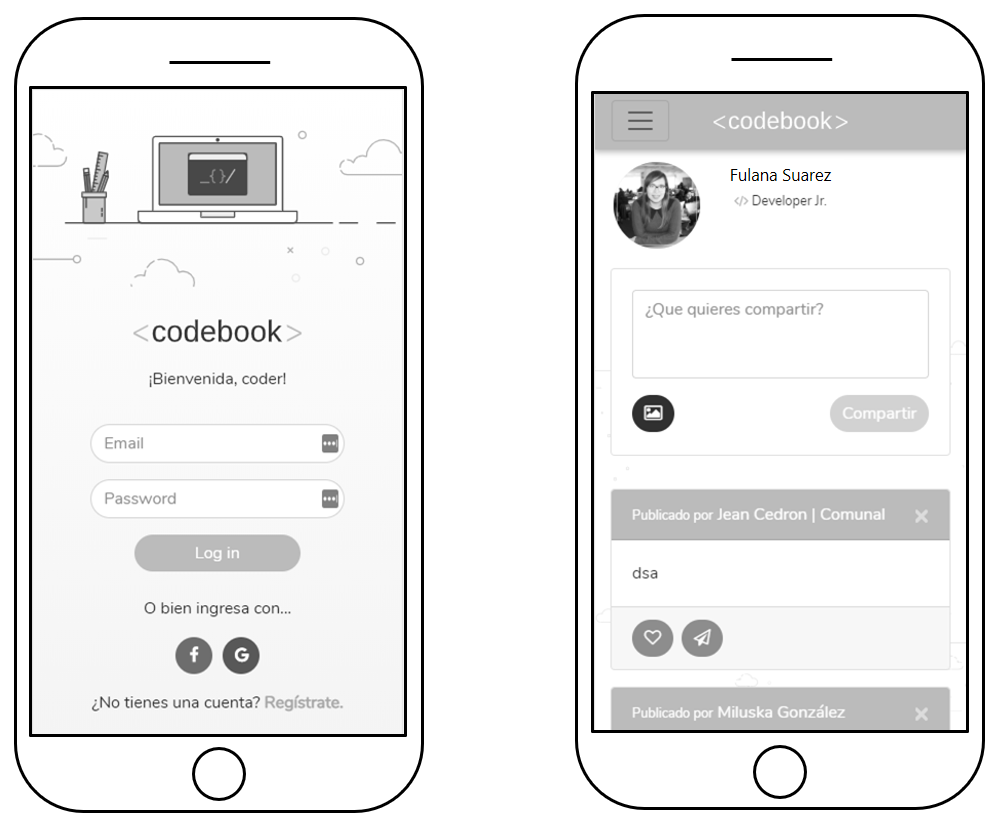 _{}/
<codebook>
¡Bienvenida, coder!
Email
Password
Log in
O bien ingresa con...
f G
¿No tienes una cuenta? Regístrate.
<codebook>
Fulana Suarez
</> Developer Jr.
¿Que quieres compartir?
Compartir
Publicado por Jean Cedron | Comunal
dsa
Publicado por Miluska González